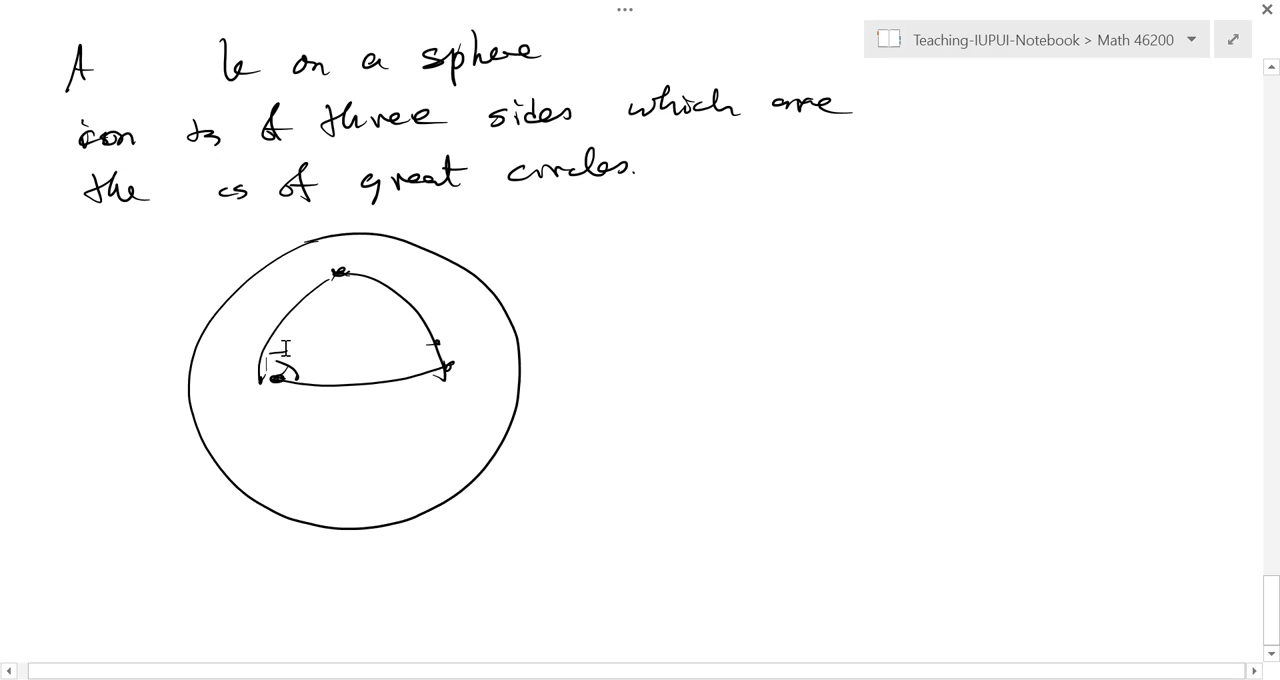 Teaching-IUPUI-Notebook > Math 46200
A le on a sphere
of three sides which are
the cs of great circles.